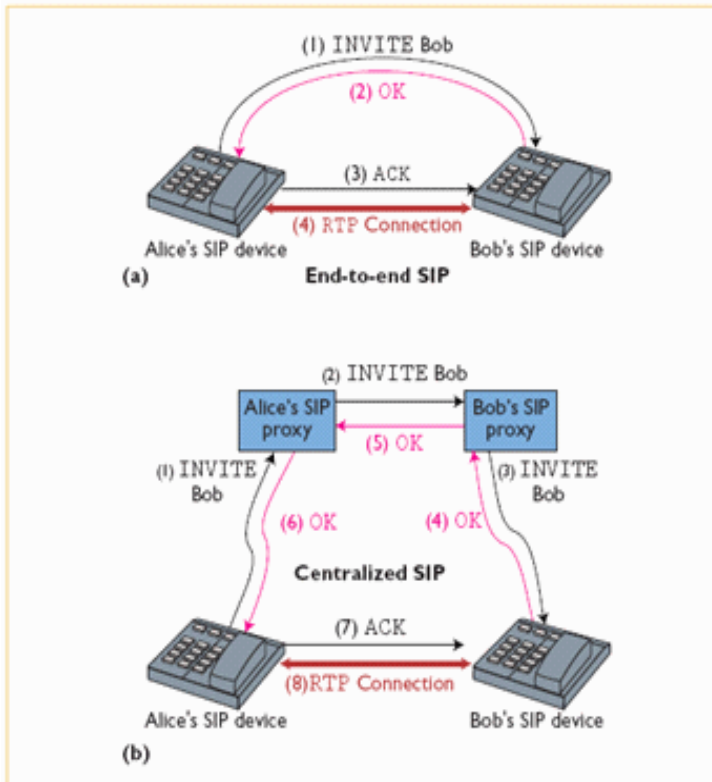 (1) INVITE Bob
(2) OK
(3) ACK
(4) RTP Connection
Alice's SIP device
Bob's SIP device
(a)
End-to-end SIP
(2) INVITE Bob
Alice's SIP
proxy
Bob's SIP
proxy
(5) OK
(1) INVITE
Bob
(3) INVITE
Bob
(6) OK
(4) OK
Centralized SIP
(7) ACK
(8)RTP Connection
Alice's SIP device
Bob's SIP device
(b)